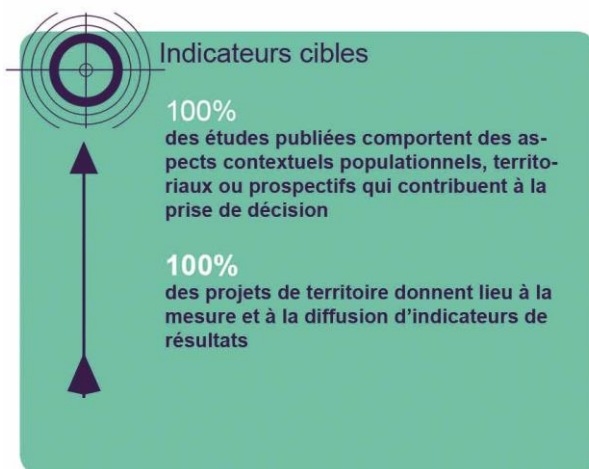 Indicateurs cibles
100%
des études publiées comportent des as-
pects contextuels populationnels, territo-
riaux ou prospectifs qui contribuent à la
prise de décision
100%
des projets de territoire donnent lieu à la
mesure et à la diffusion d’indicateurs de
résultats